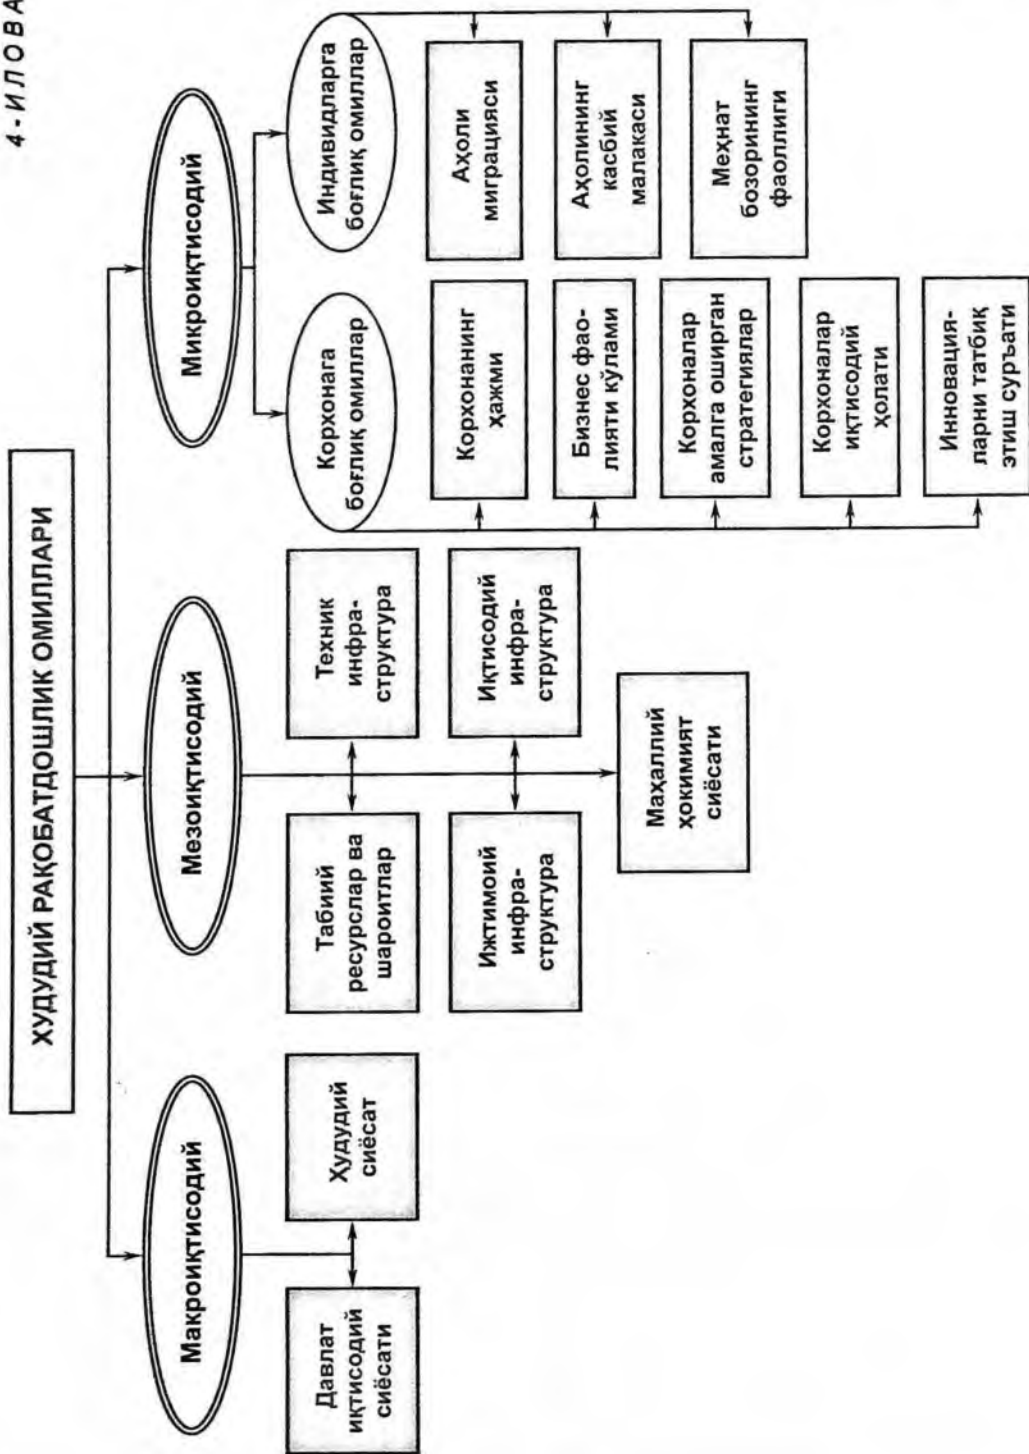 4-ИЛОВА
ХУДУДИЙ РАҚОБАТДОШЛИК ОМИЛЛАРИ
Макроиқтисодий
Давлат
иқтисодий
сиёсати
Ҳудудий
сиёсат
Мезоиқтисодий
Табиий
ресурслар ва
шароитлар
Техник
инфра-
структура
Ижтимоий
инфра-
структура
Иқтисодий
инфра-
структура
Маҳаллий
ҳокимият
сиёсати
Микроиқтисодий
Корхонага
боғлиқ омиллар
Корхонанинг
ҳажми
Бизнес фао-
лияти кўлами
Корхоналар
амалга оширган
стратегиялар
Корхоналар
иқтисодий
ҳолати
Инновация-
ларни татбиқ
этиш суръати
Индивидларга
боғлиқ омиллар
Аҳоли
миграцияси
Аҳолининг
касбий
малакаси
Меҳнат
бозорининг
фаоллиги